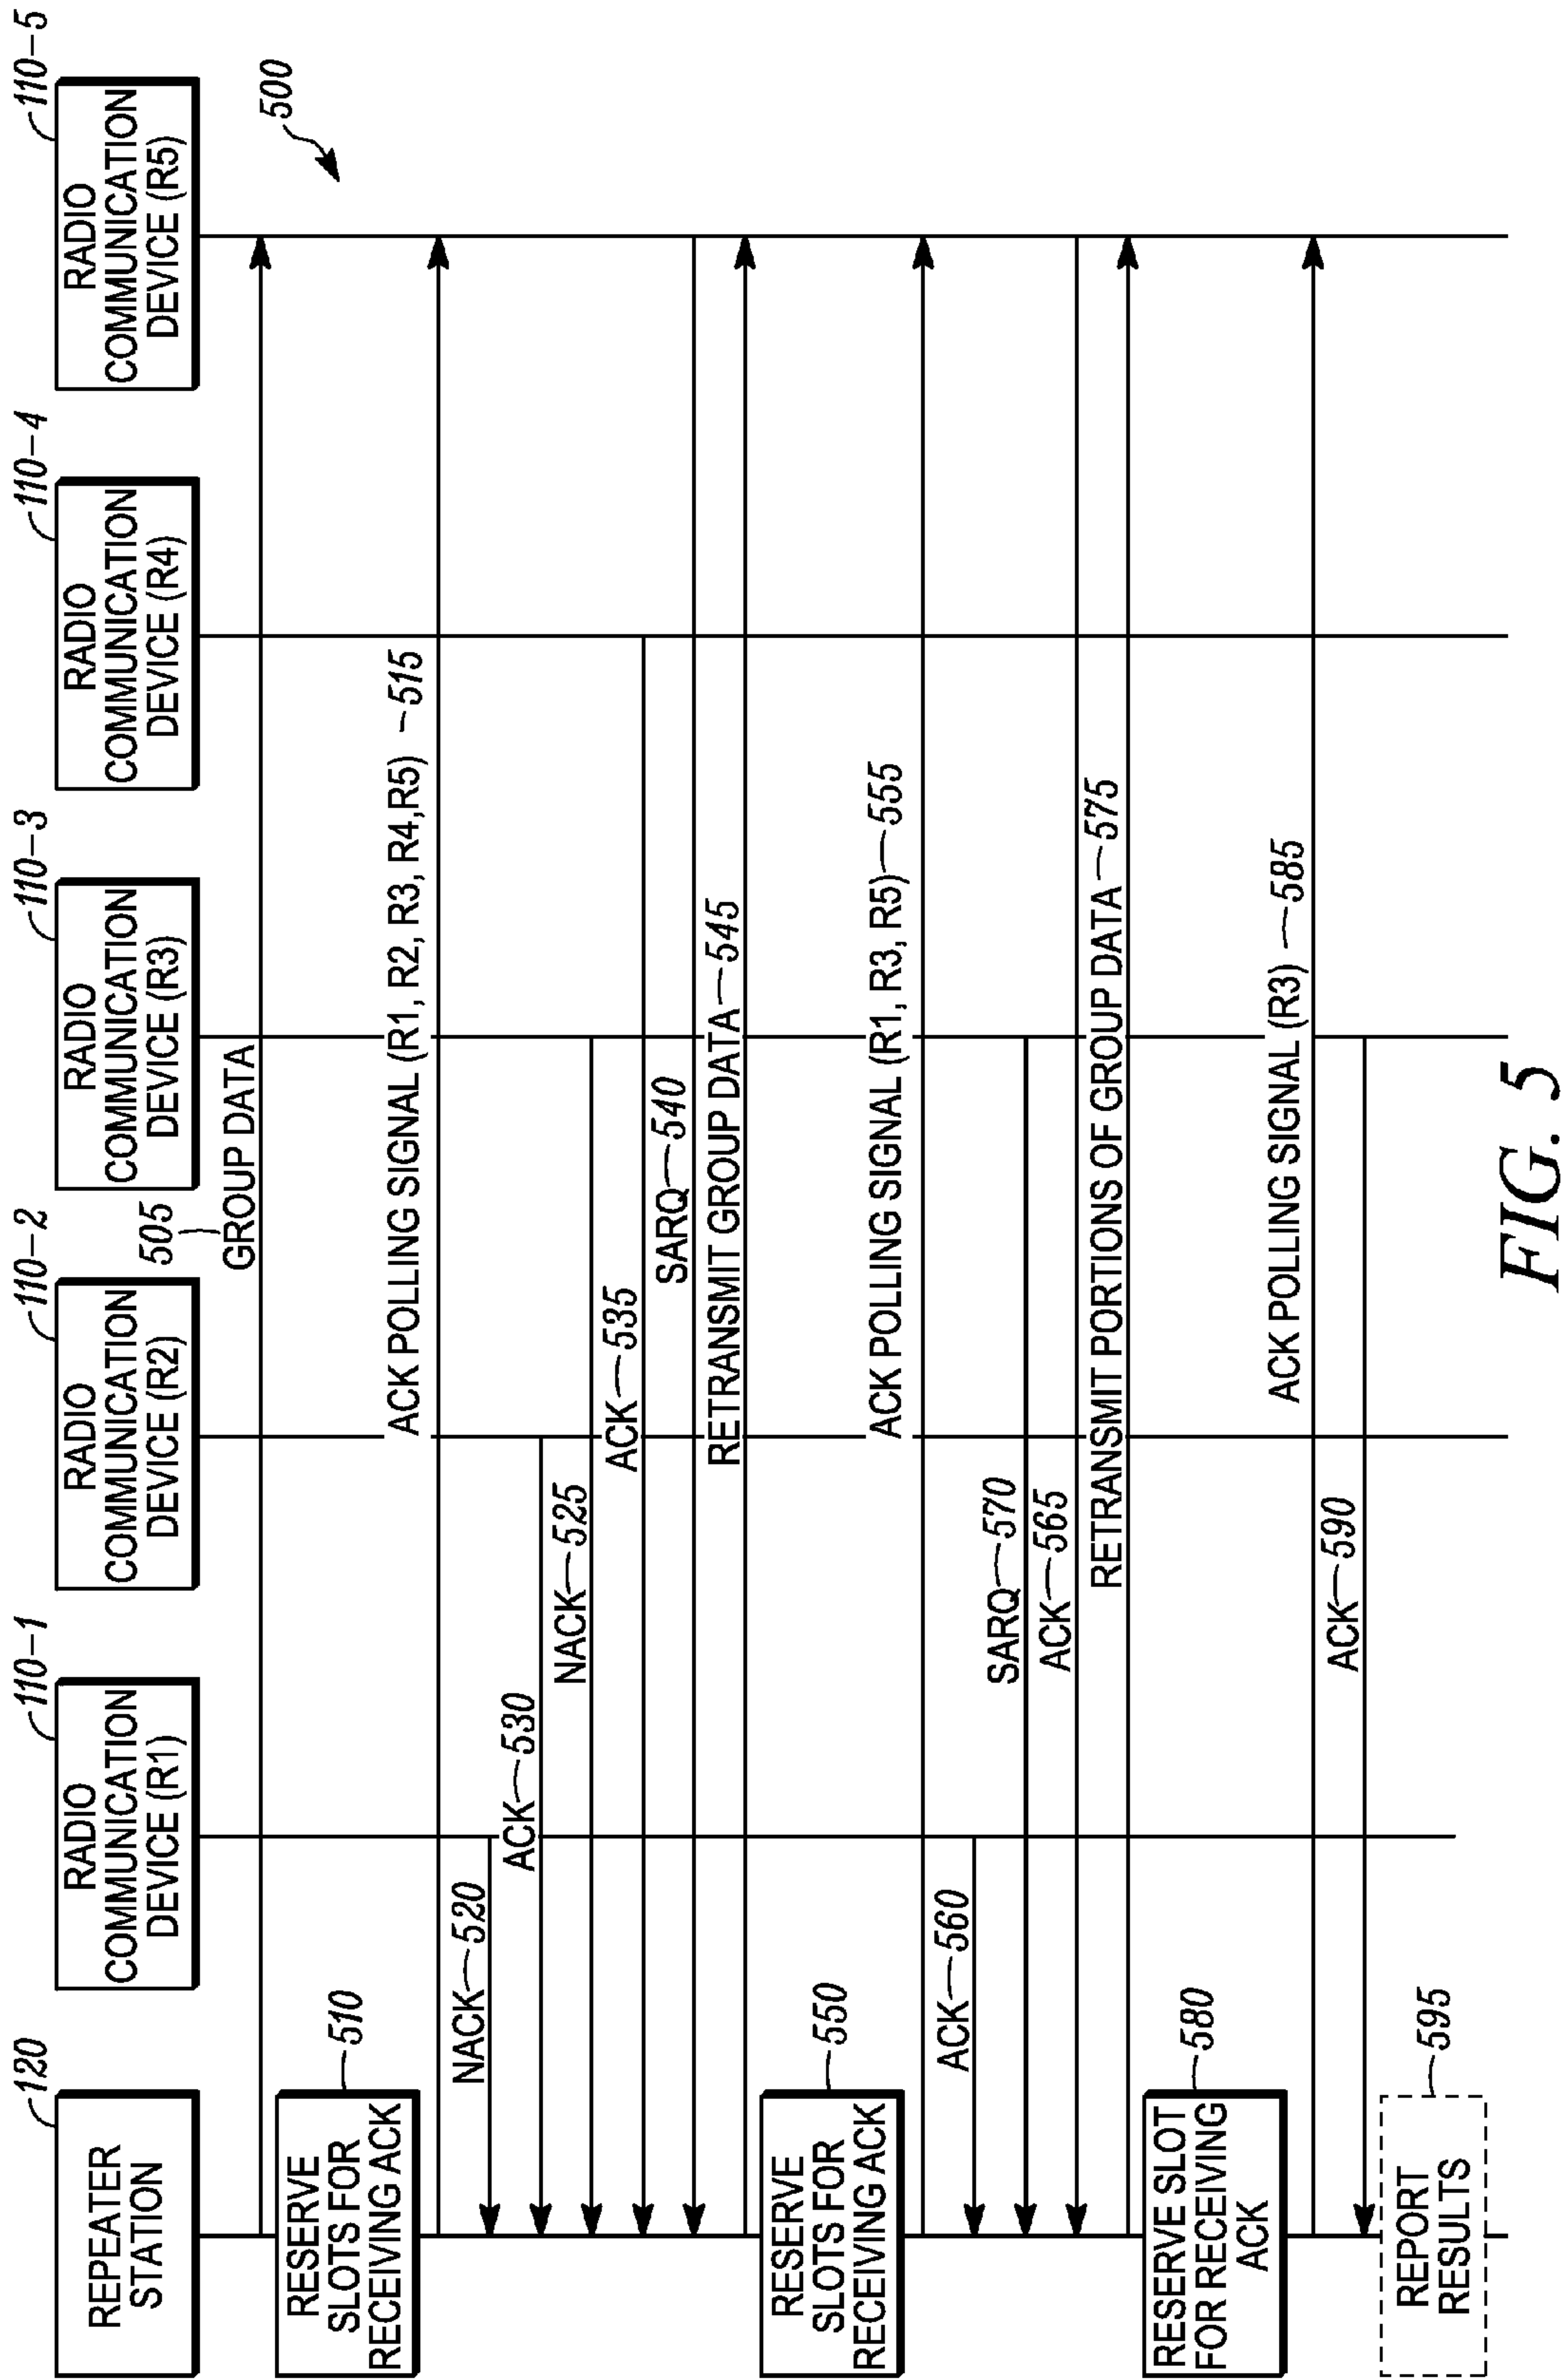 120
REPEATER
STATION
110-1
RADIO
COMMUNICATION
DEVICE (R1)
110-2
RADIO
COMMUNICATION
DEVICE (R2)
110-3
RADIO
COMMUNICATION
DEVICE (R3)
110-4
RADIO
COMMUNICATION
DEVICE (R4)
110-5
RADIO
COMMUNICATION
DEVICE (R5)
505
GROUP DATA
500
RESERVE
SLOTS FOR
RECEIVING ACK
510
ACK POLLING SIGNAL (R1, R2, R3, R4,R5) 515
NACK 520
ACK 530
NACK 525
ACK 535
SARQ 540
RETRANSMIT GROUP DATA 545
RESERVE
SLOTS FOR
RECEIVING ACK
550
ACK POLLING SIGNAL (R1, R3, R5) 555
ACK 560
SARQ 570
ACK 565
RETRANSMIT PORTIONS OF GROUP DATA 575
RESERVE SLOT
FOR RECEIVING
ACK
580
ACK POLLING SIGNAL (R3) 585
ACK 590
REPORT
RESULTS
595
FIG. 5